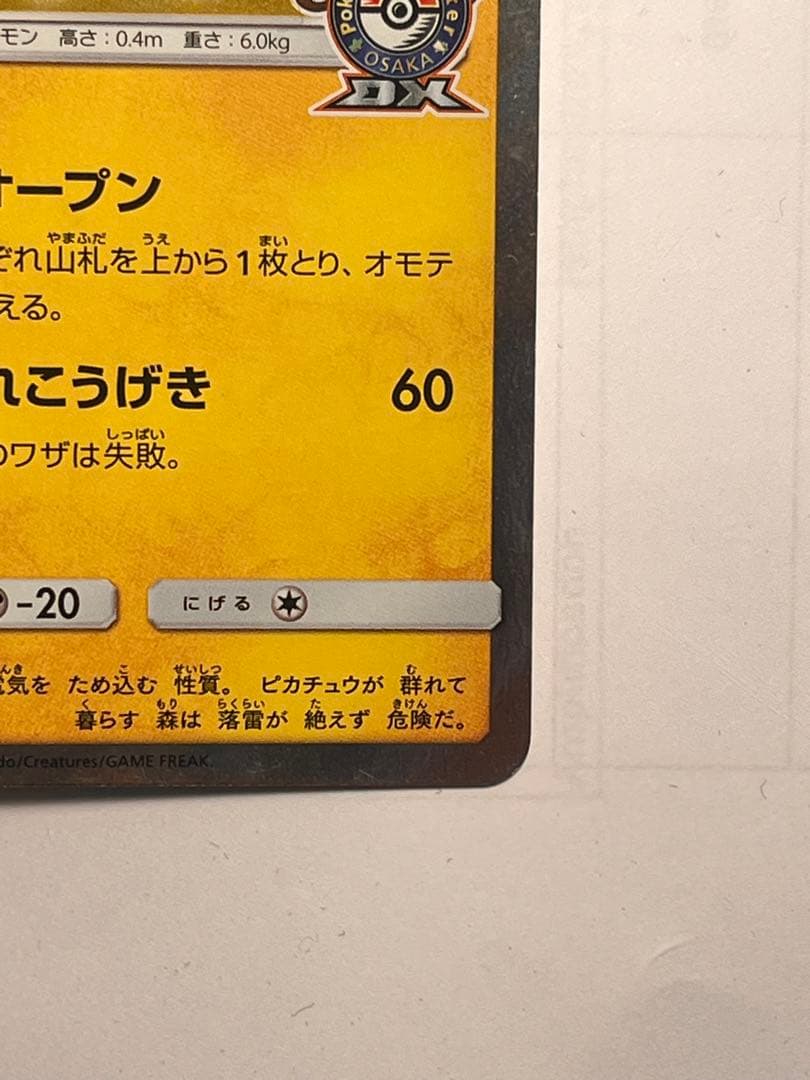 モン 高さ：0.4m 重さ：6.0kg
OSAKA
DX
オープン
ぞれ山札を上から1枚とり、オモテ
える。
れこうげき 60
のワザは失敗。
-20 にげる
電気を ため込む 性質。 ピカチュウが 群れて
暮らす 森は 落雷が 絶えず 危険だ。
do/Creatures/GAME FREAK.